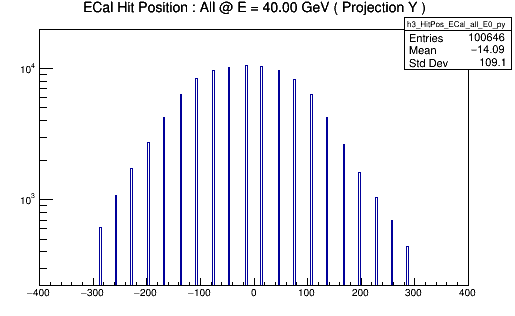 ECal Hit Position : All @ E = 40.00 GeV ( Projection Y )
h3_HitPos_ECal_all_E0_py
Entries 100646
Mean −14.09
Std Dev 109.1
10⁴
10³
−400 −300 −200 −100 0 100 200 300 400